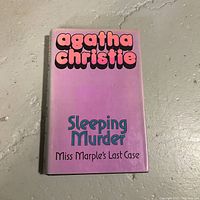 agatha
christie
Sleeping
Murder
Miss Marple's Last Case